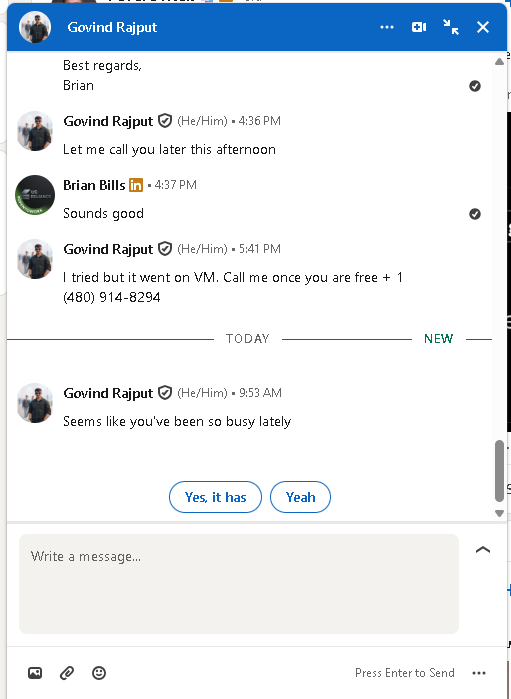 Govind Rajput
Best regards,
Brian
Govind Rajput (He/Him) • 4:36 PM
Let me call you later this afternoon
Brian Bills in • 4:37 PM
Sounds good
Govind Rajput (He/Him) • 5:41 PM
I tried but it went on VM. Call me once you are free + 1
(480) 914-8294
TODAY NEW
Govind Rajput (He/Him) • 9:53 AM
Seems like you've been so busy lately
Yes, it has Yeah
Write a message...
Press Enter to Send